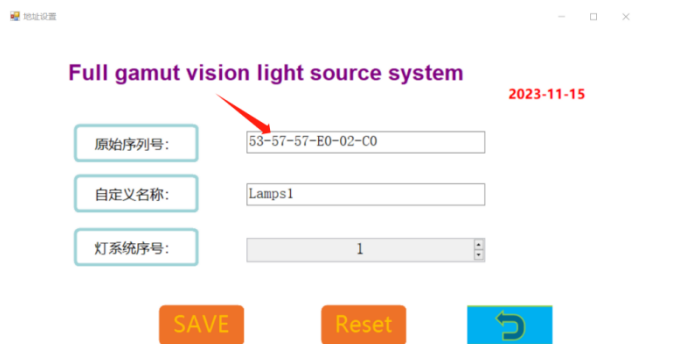 地址设置
Full gamut vision light source system
2023-11-15
原始序列号: 53-57-57-E0-02-C0
自定义名称: Lamps1
灯系统序号: 1
SAVE Reset